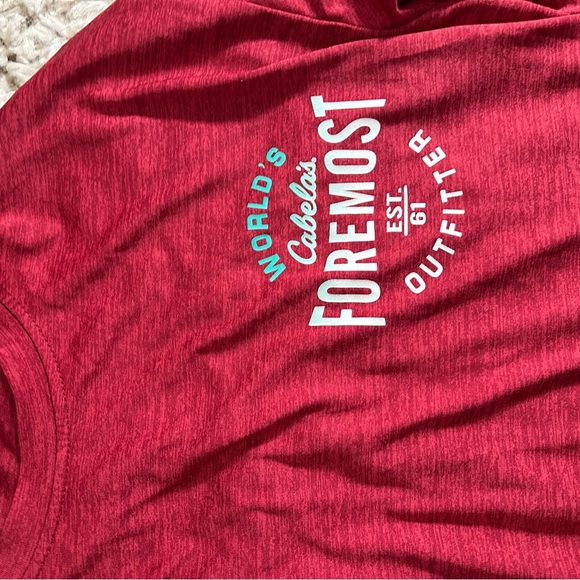 WORLD'S
Cabela's
FOREMOST
EST.
61
OUTFITTER